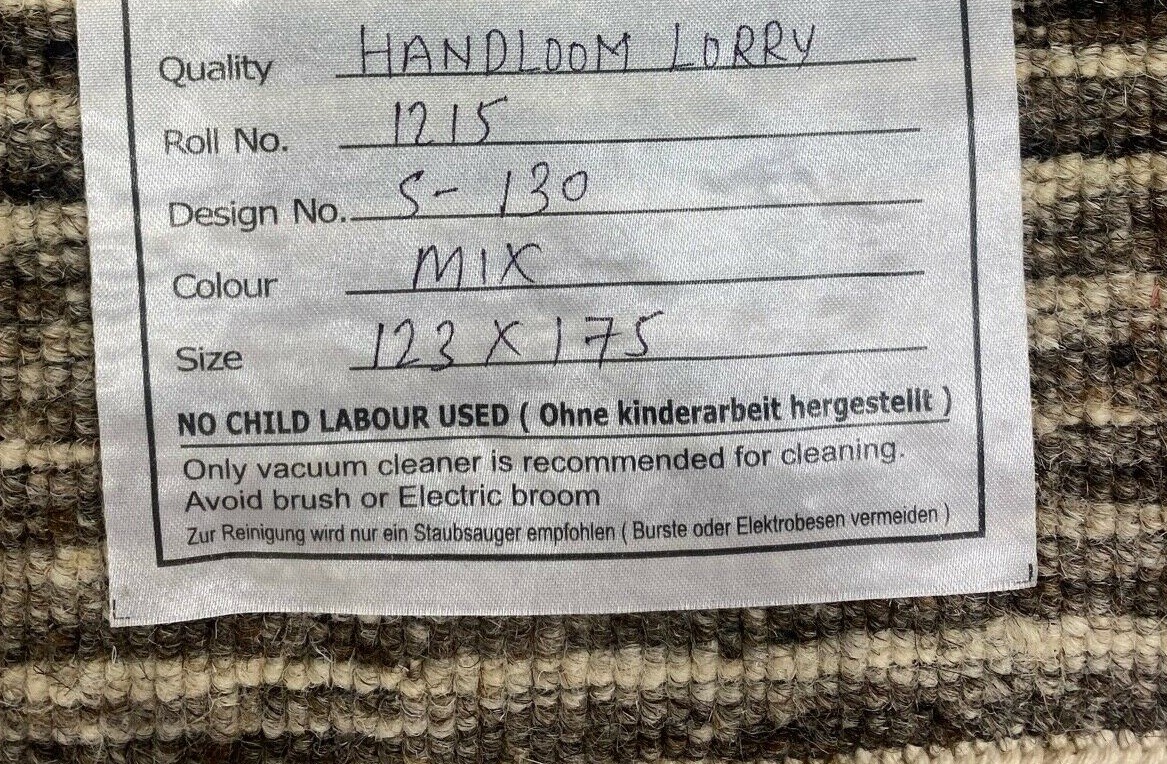 Quality HANDLOOM LORRY
Roll No. 1215
Design No. S-130
Colour MIX
Size 123 X 175
NO CHILD LABOUR USED ( Ohne kinderarbeit hergestellt )
Only vacuum cleaner is recommended for cleaning.
Avoid brush or Electric broom
Zur Reinigung wird nur ein Staubsauger empfohlen ( Burste oder Elektrobesen vermeiden )